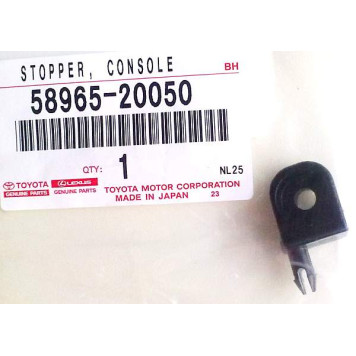 BH
STOPPER, CONSOLE
58965-20050
QTY: 1 NL25
TOYOTA LEXUS TOYOTA MOTOR CORPORATION
GENUINE PARTS GENUINE PARTS MADE IN JAPAN 23